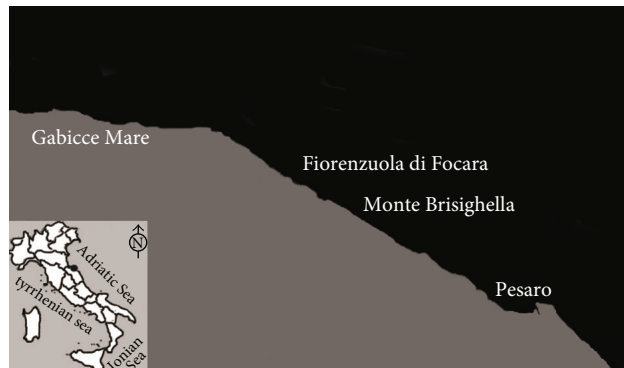 Gabicce Mare
Fiorenzuola di Focara
Monte Brisighella
Pesaro
N
Adriatic Sea
tyrrhenian sea
Ionian
Sea